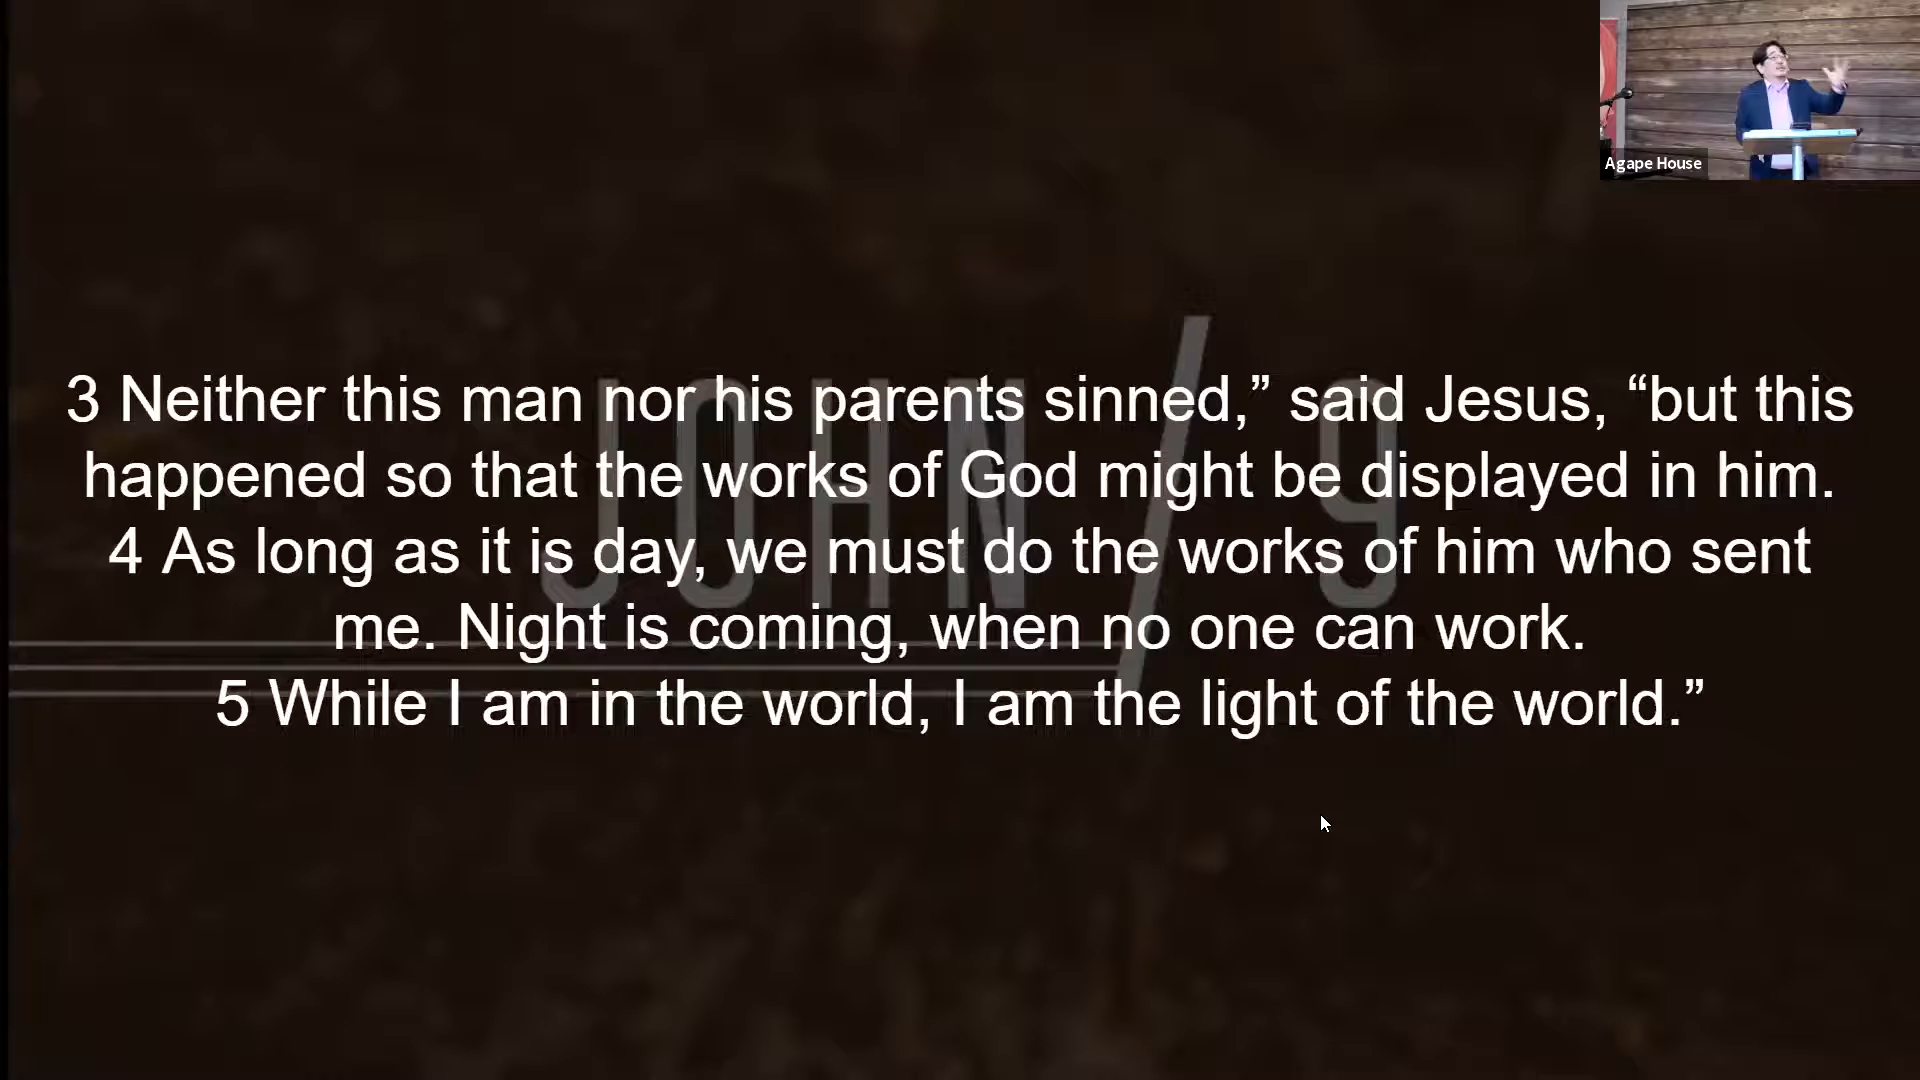 Agape House
JOHN / 9
3 Neither this man nor his parents sinned,” said Jesus, “but this
happened so that the works of God might be displayed in him.
4 As long as it is day, we must do the works of him who sent
me. Night is coming, when no one can work.
5 While I am in the world, I am the light of the world.”